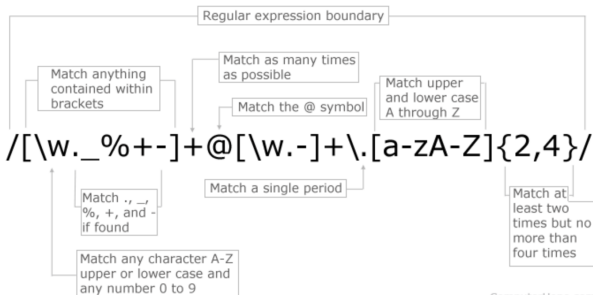 Regular expression boundary
Match anything
contained within
brackets
Match as many times
as possible
Match the @ symbol
Match upper
and lower case
A through Z
/[\w._%+-]+@[\w.-]+\.[a-zA-Z]{2,4}/
Match ., _,
%, +, and -
if found
Match a single period
Match at
least two
times but no
more than
four times
Match any character A-Z
upper or lower case and
any number 0 to 9